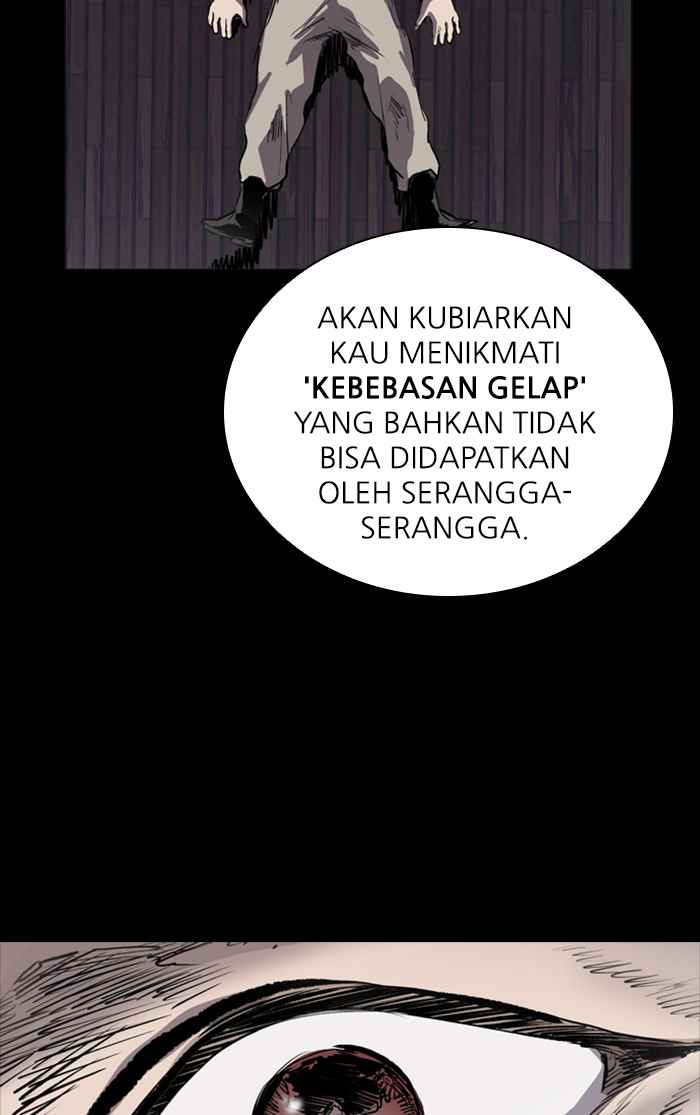 AKAN KUBIARKAN
KAU MENIKMATI
'KEBEBASAN GELAP'
YANG BAHKAN TIDAK
BISA DIDAPATKAN
OLEH SERANGGA-
SERANGGA.